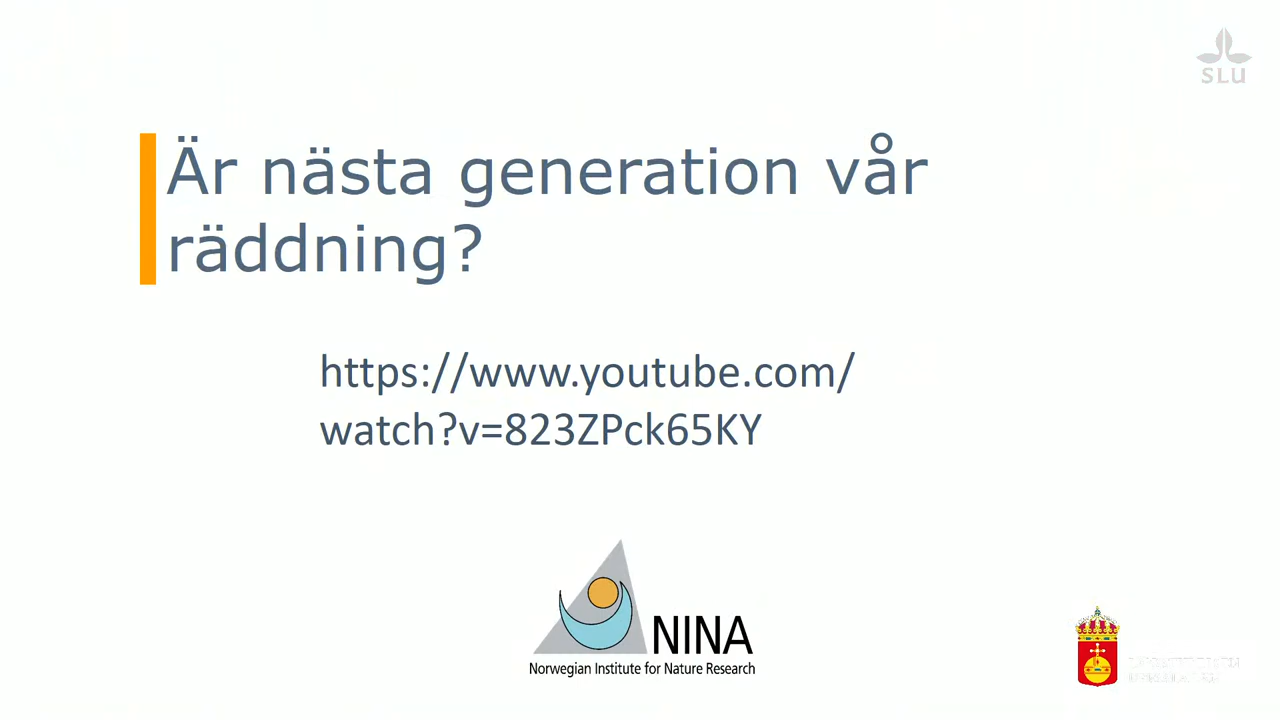 SLU
Är nästa generation vår
räddning?
https://www.youtube.com/
watch?v=823ZPck65KY
NINA
Norwegian Institute for Nature Research